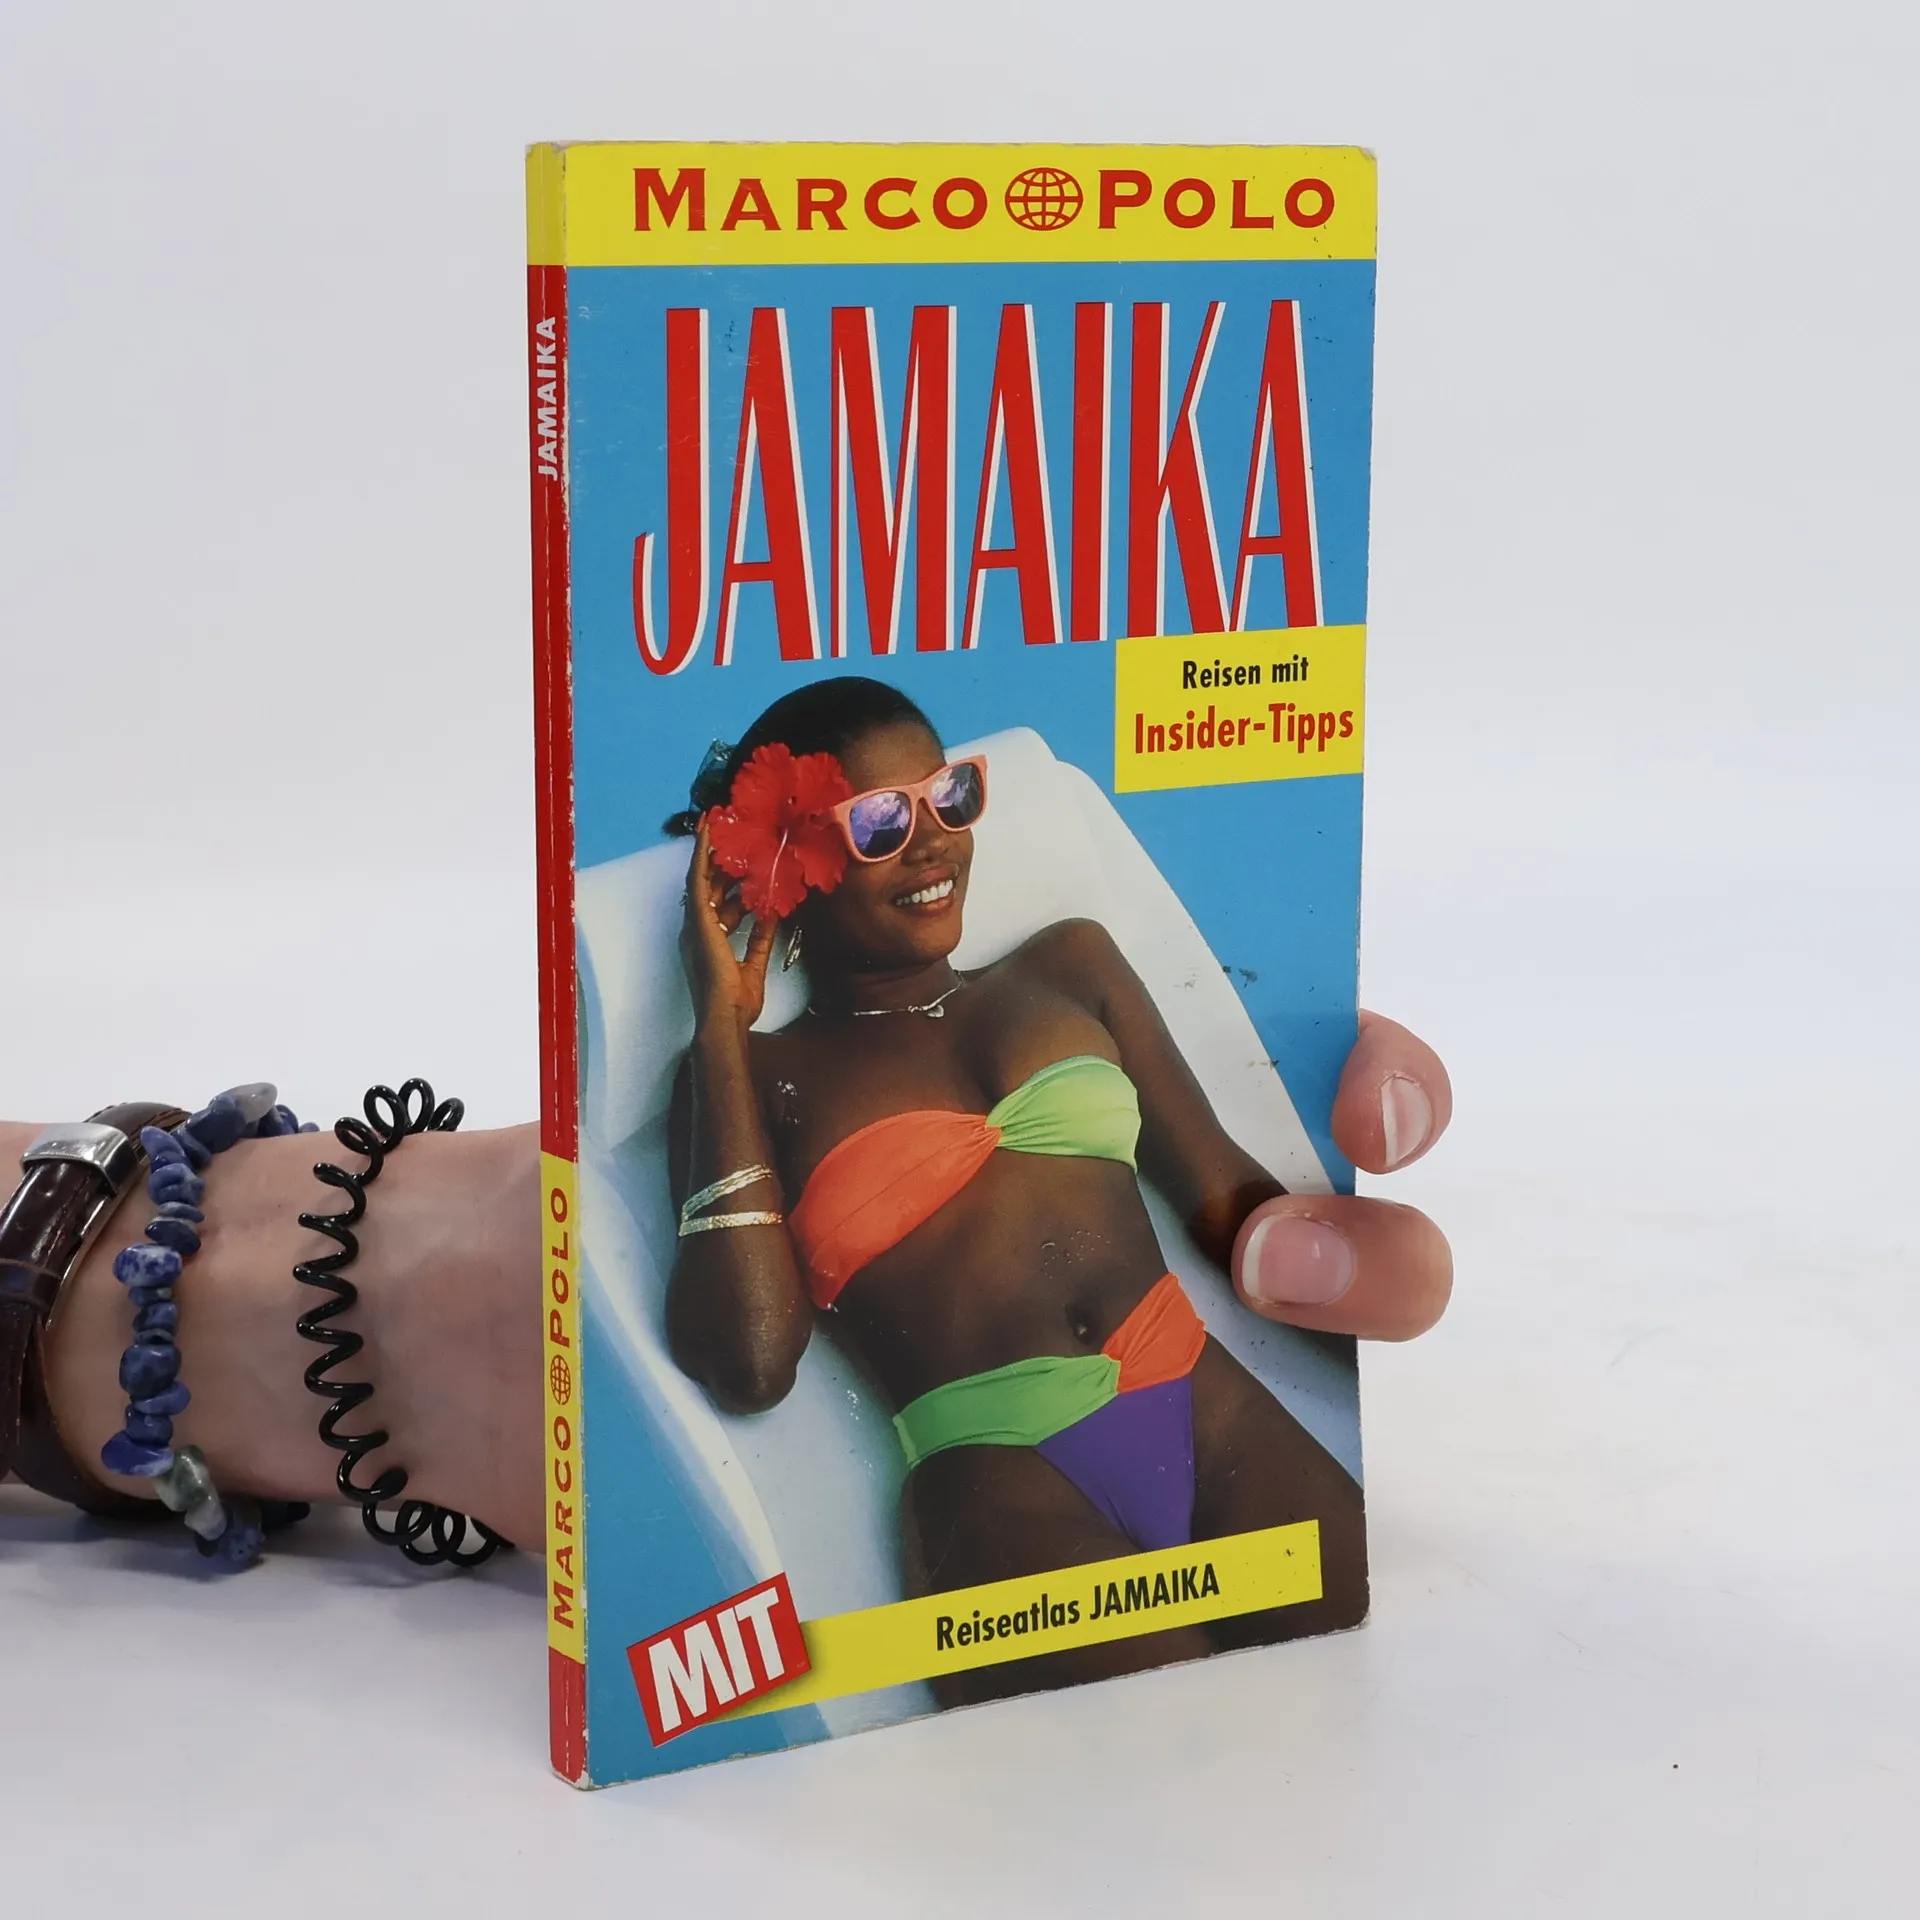 MARCO POLO
JAMAIKA
Reisen mit
Insider-Tipps
MIT
Reiseatlas JAMAIKA
JAMAIKA
MARCO POLO